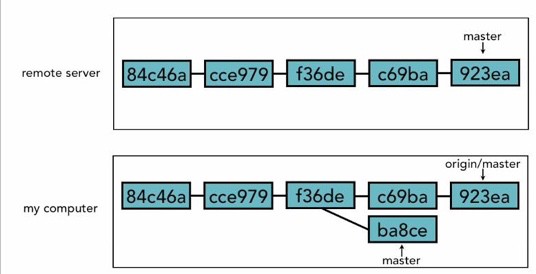 master
remote server
84c46a cce979 f36de c69ba 923ea
origin/master
84c46a cce979 f36de c69ba 923ea
my computer
ba8ce
master